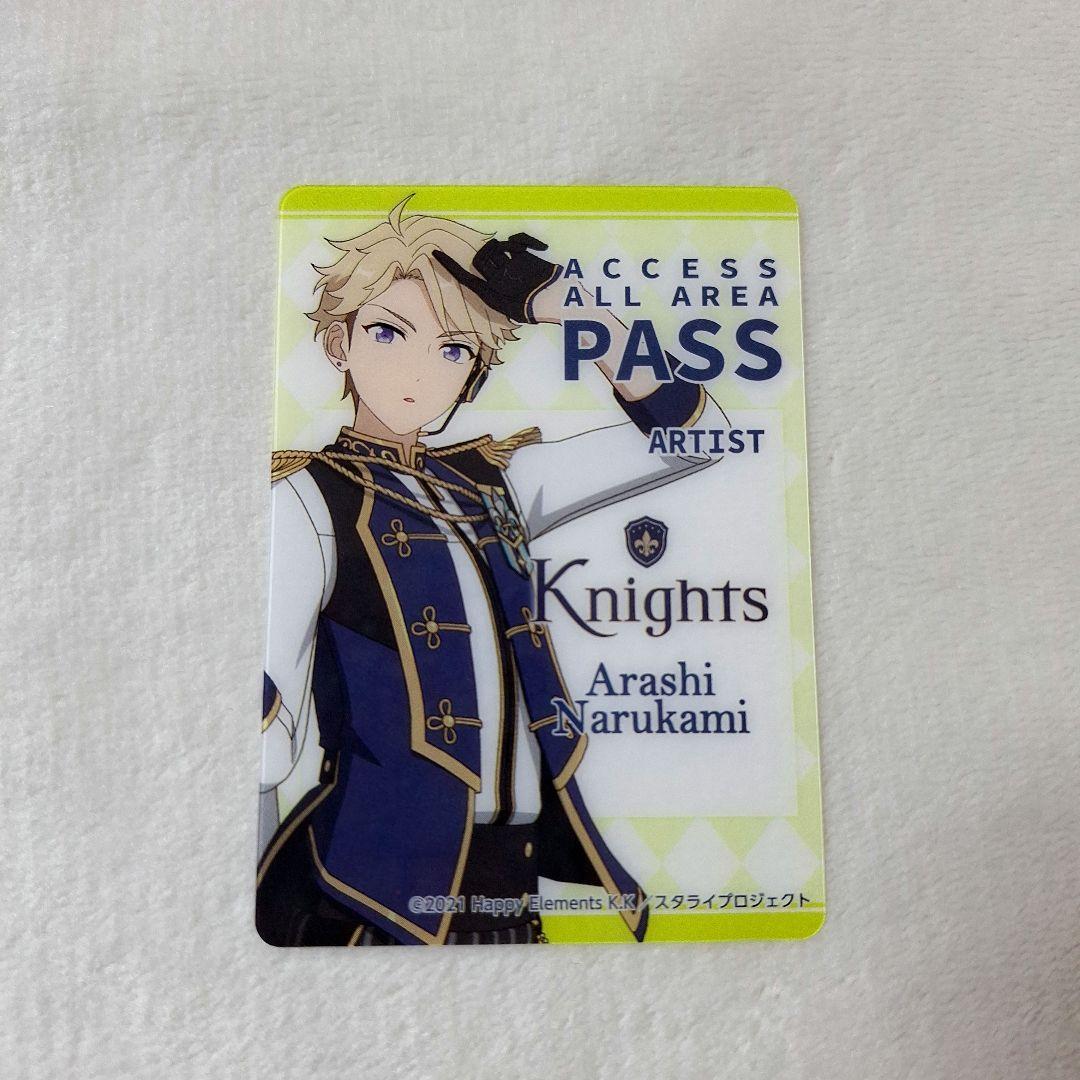 ACCESS
ALL AREA
PASS
ARTIST
Knights
Arashi
Narukami
©2021 Happy Elements K.K／スタライプロジェクト